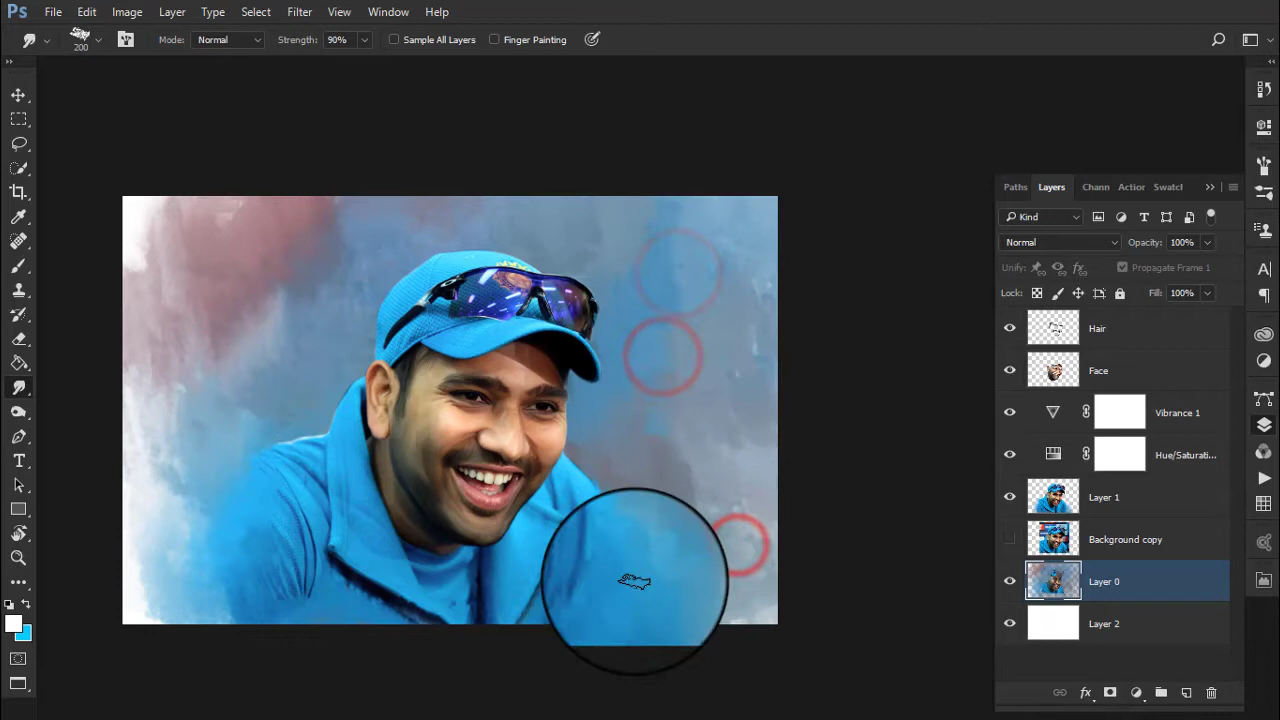 Ps File Edit Image Layer Type Select Filter 3D View Window Help
200 Mode: Normal Strength: 90% Sample All Layers Finger Painting
Paths Layers Chann Actior Swatcl
Kind
Normal Opacity: 100%
Unify: Propagate Frame 1
Lock: Fill: 100%
Hair
Face
Vibrance 1
Hue/Saturati...
Layer 1
Background copy
Layer 0
Layer 2